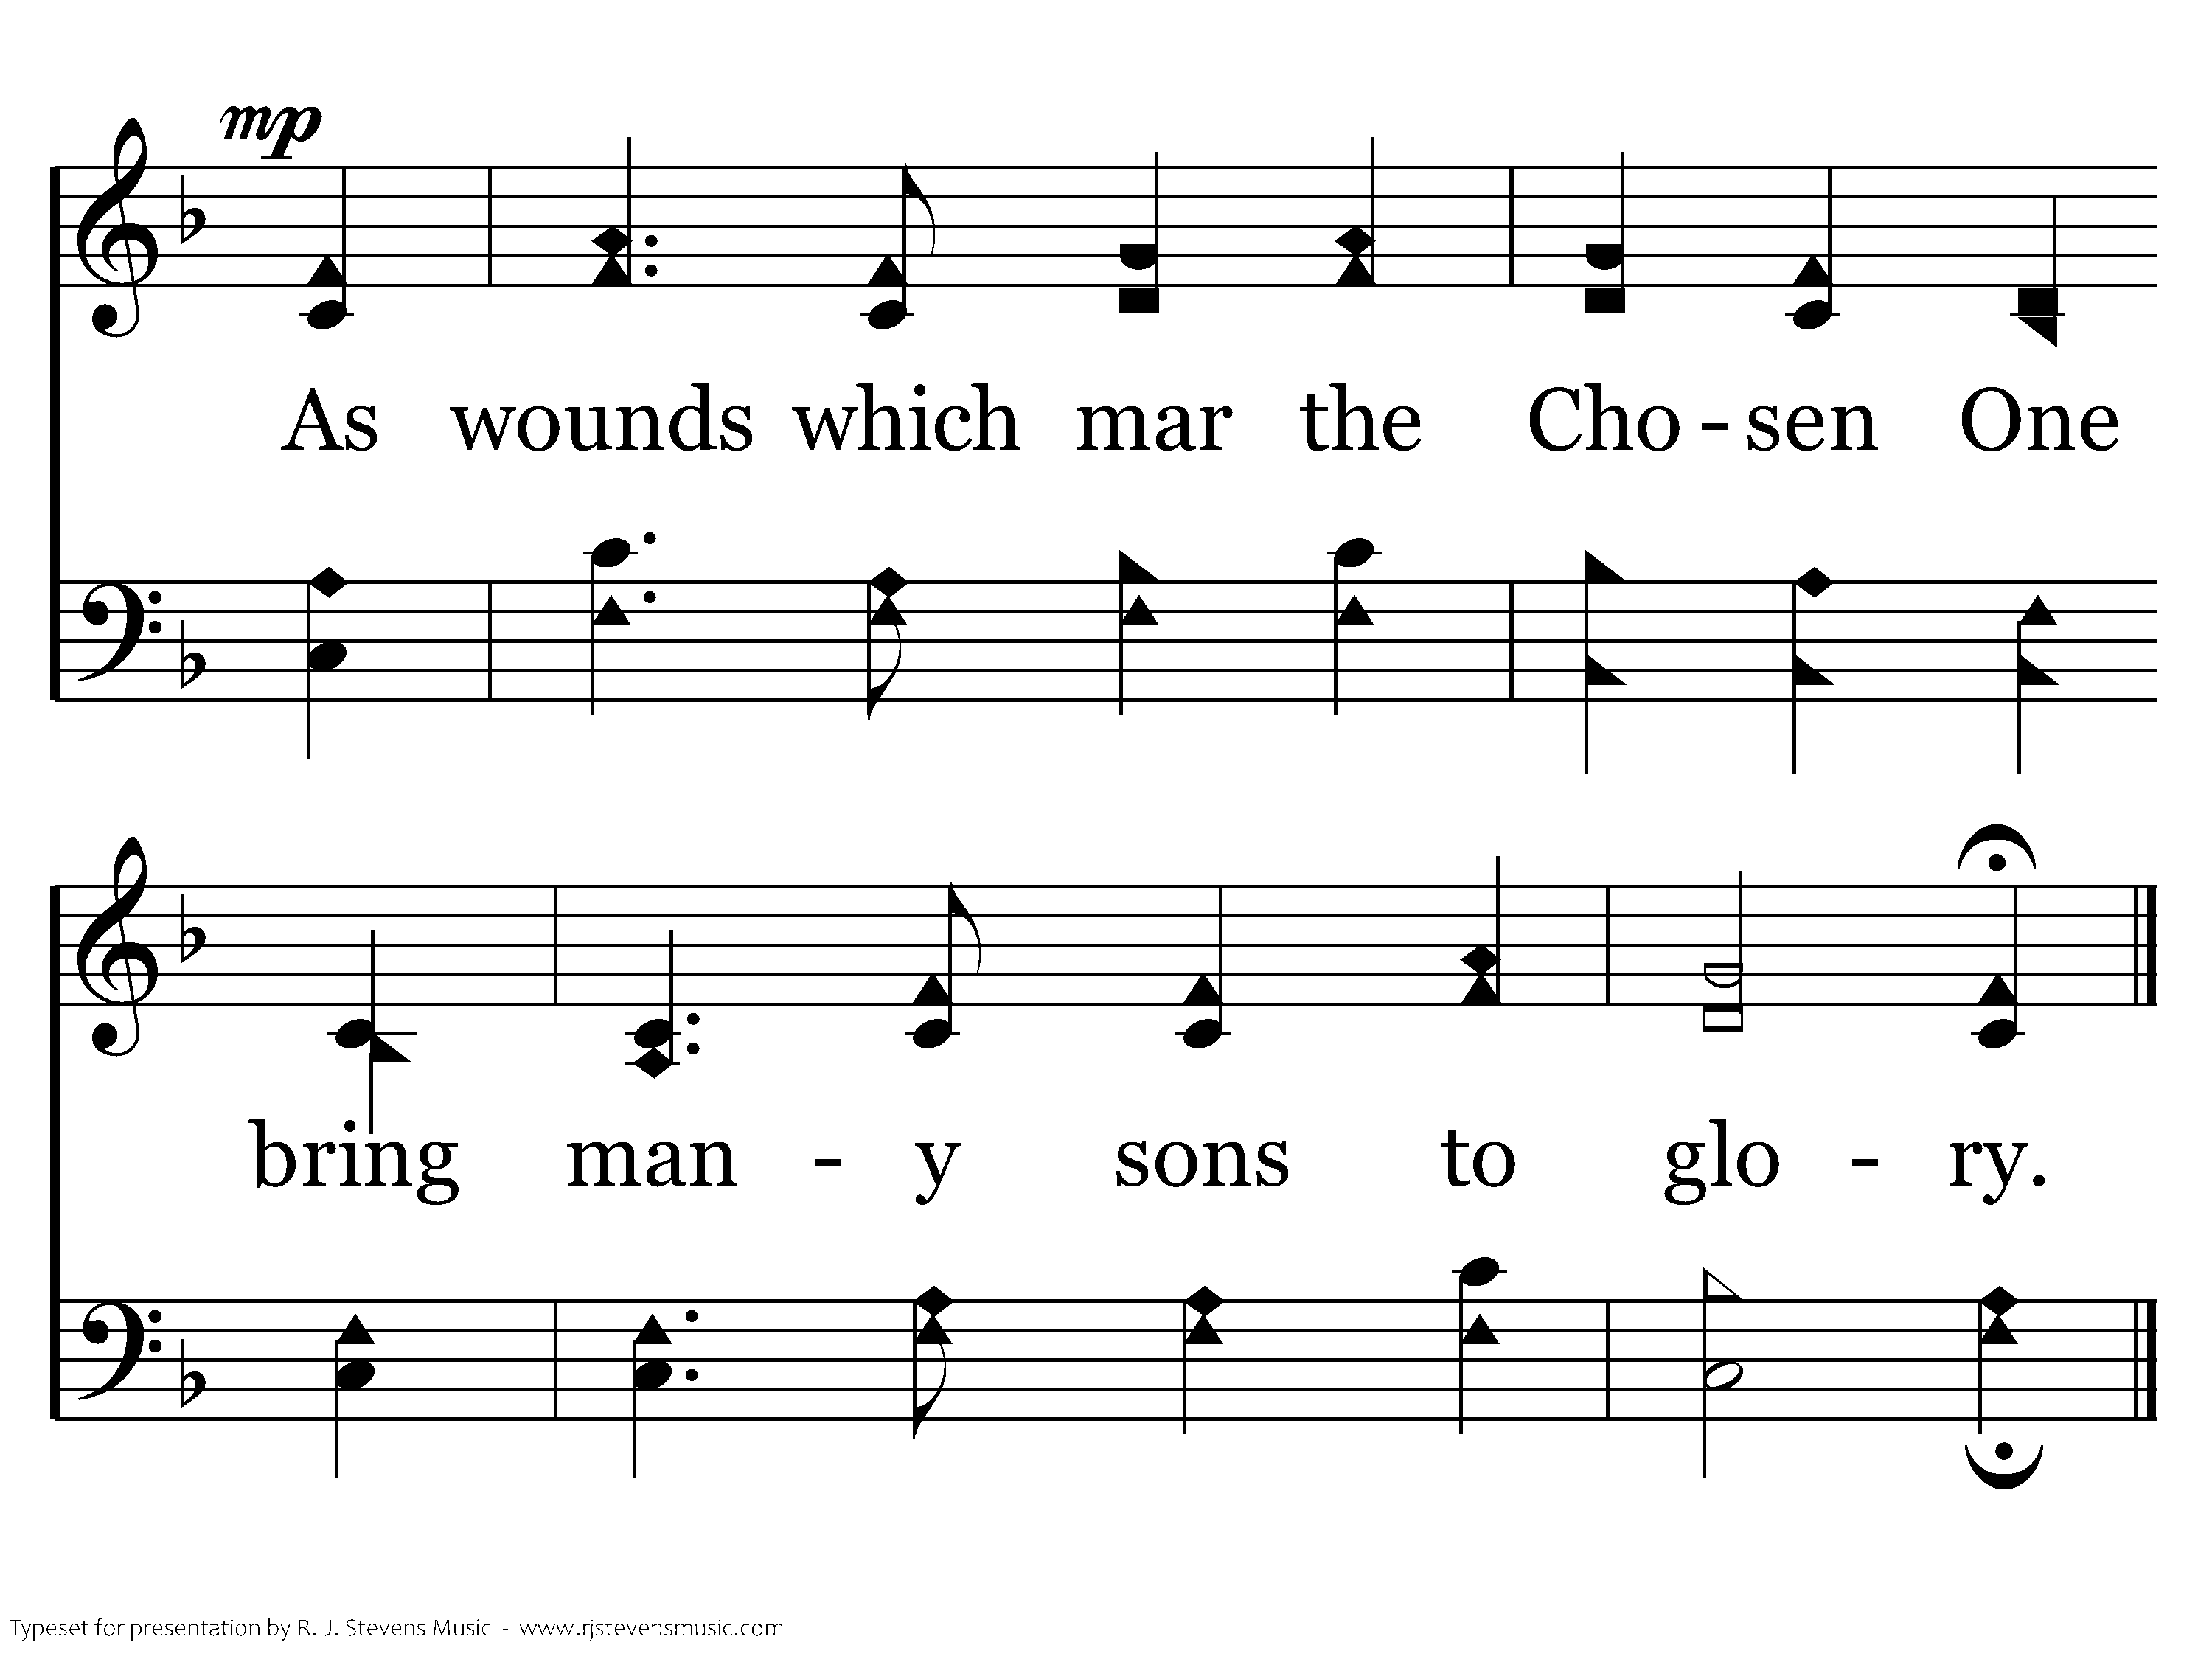 mp
As wounds which mar the Cho - sen One
bring man - y sons to glo - ry.
Typeset for presentation by R. J. Stevens Music - www.rjstevensmusic.com